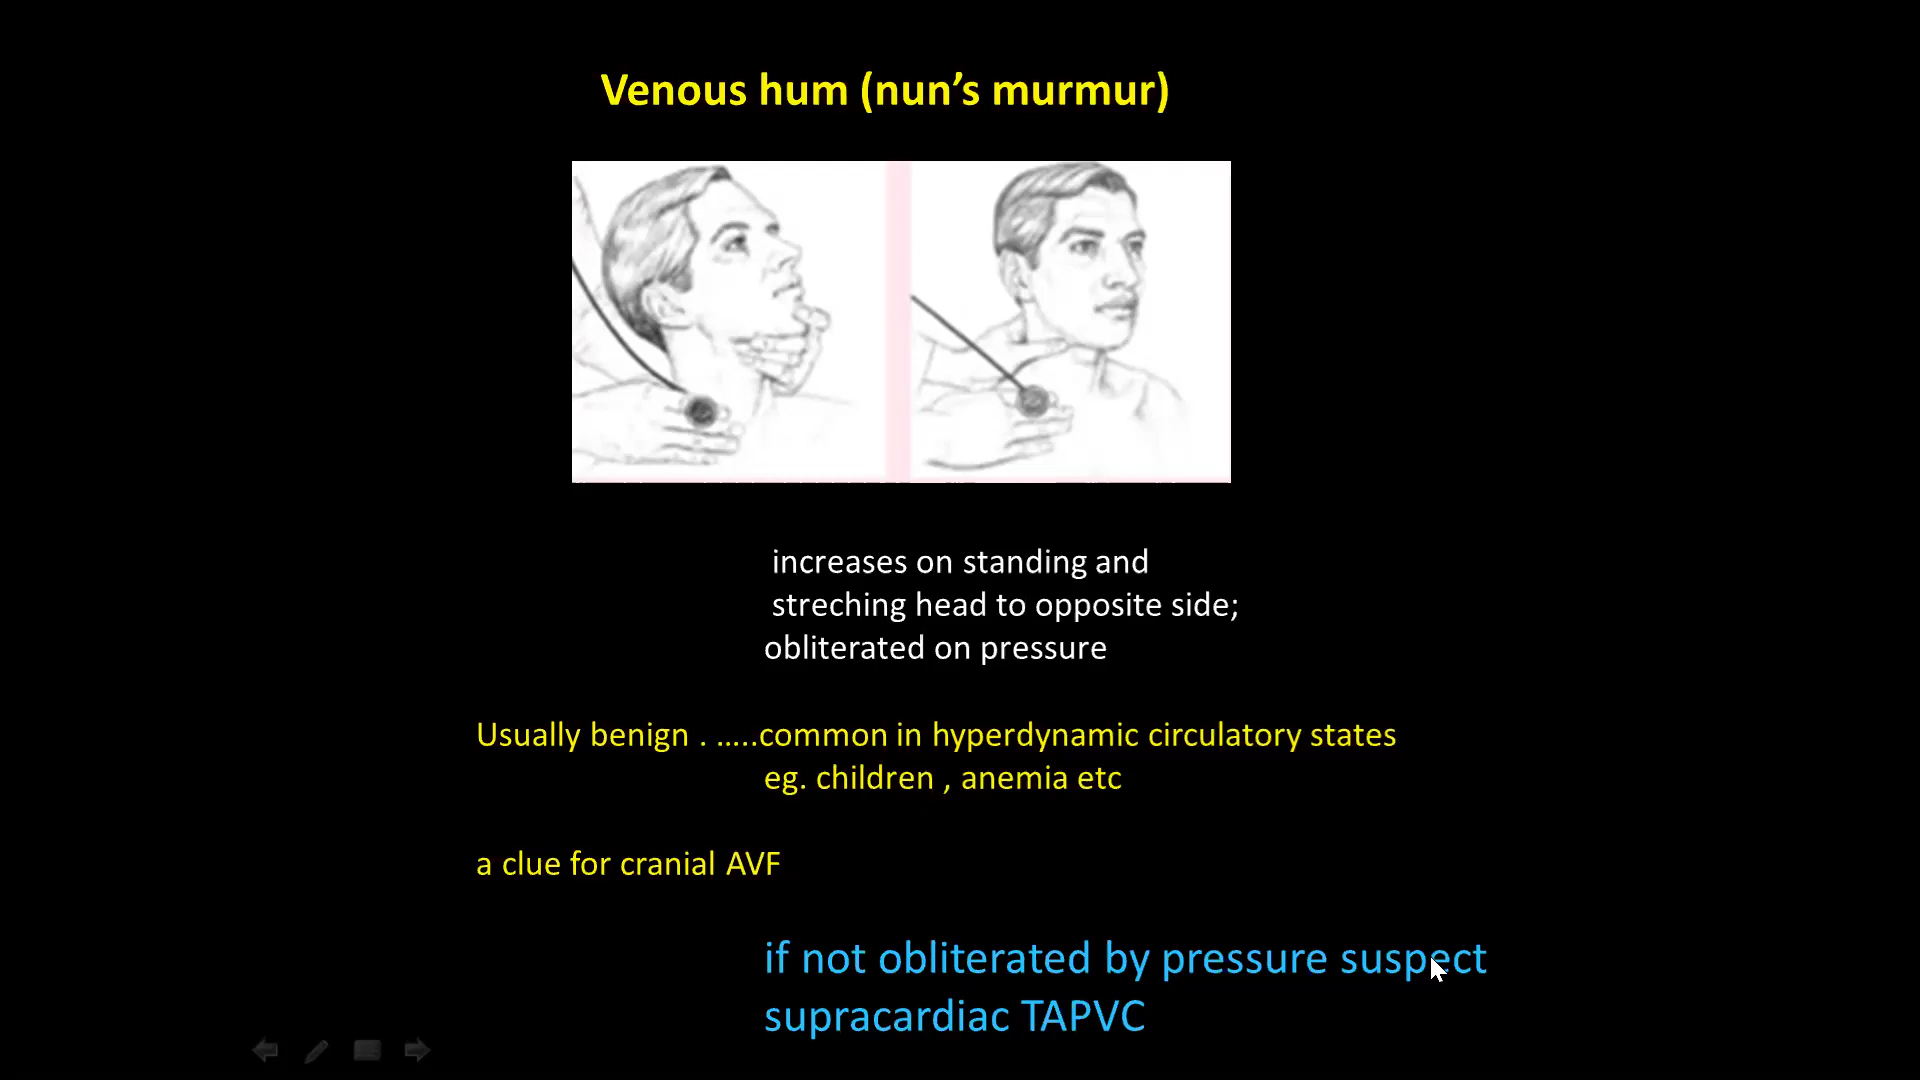 Venous hum (nun’s murmur)
increases on standing and
streching head to opposite side;
obliterated on pressure
Usually benign . …..common in hyperdynamic circulatory states
eg. children , anemia etc
a clue for cranial AVF
if not obliterated by pressure suspect
supracardiac TAPVC